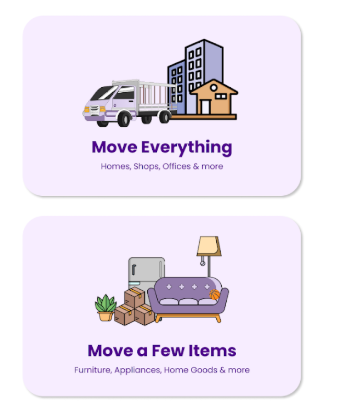 Move Everything
Homes, Shops, Offices & more
Move a Few Items
Furniture, Appliances, Home Goods & more